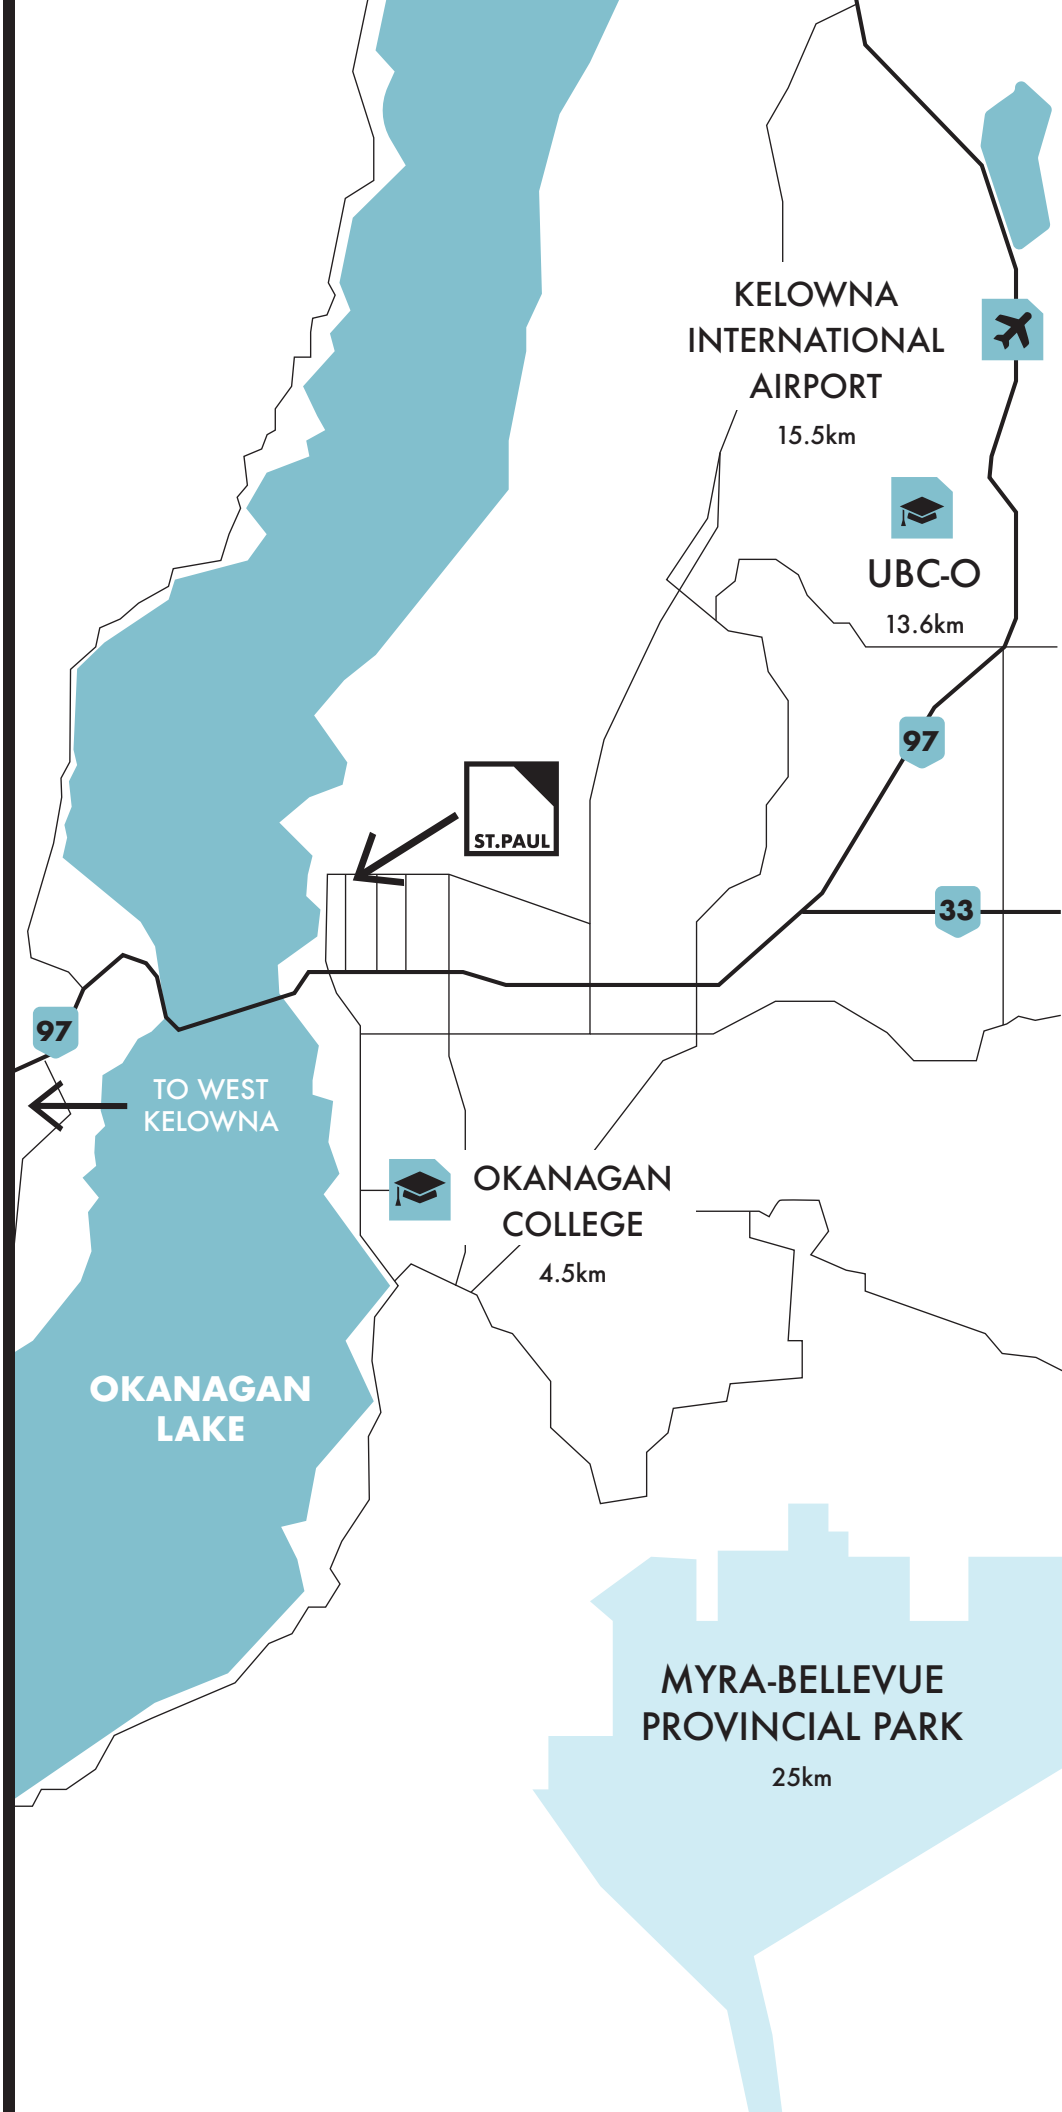 KELOWNA
INTERNATIONAL
AIRPORT
15.5km
UBC-O
13.6km
97
ST.PAUL
33
97
TO WEST
KELOWNA
OKANAGAN
COLLEGE
4.5km
OKANAGAN
LAKE
MYRA-BELLEVUE
PROVINCIAL PARK
25km